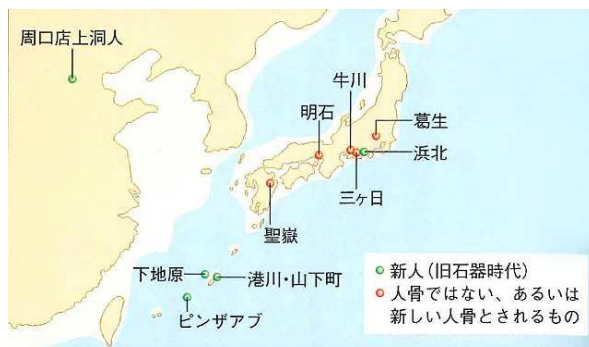 周口店上洞人
牛川
明石
葛生
浜北
三ヶ日
聖嶽
下地原
港川・山下町
ピンザアブ
新人(旧石器時代)
人骨ではない、あるいは
新しい人骨とされるもの